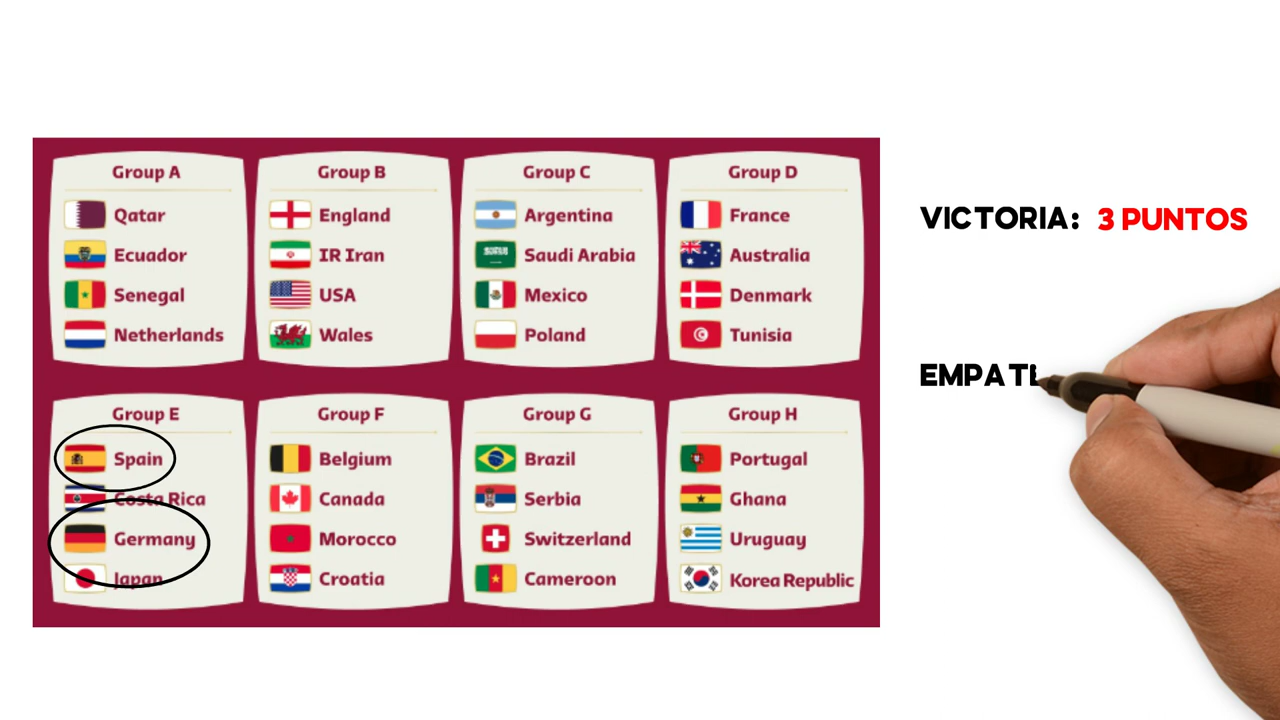 Group A
Qatar
Ecuador
Senegal
Netherlands
Group B
England
IR Iran
USA
Wales
Group C
Argentina
Saudi Arabia
Mexico
Poland
Group D
France
Australia
Denmark
Tunisia
Group E
Spain
Costa Rica
Germany
Japan
Group F
Belgium
Canada
Morocco
Croatia
Group G
Brazil
Serbia
Switzerland
Cameroon
Group H
Portugal
Ghana
Uruguay
Korea Republic
VICTORIA: 3 PUNTOS
EMPATE